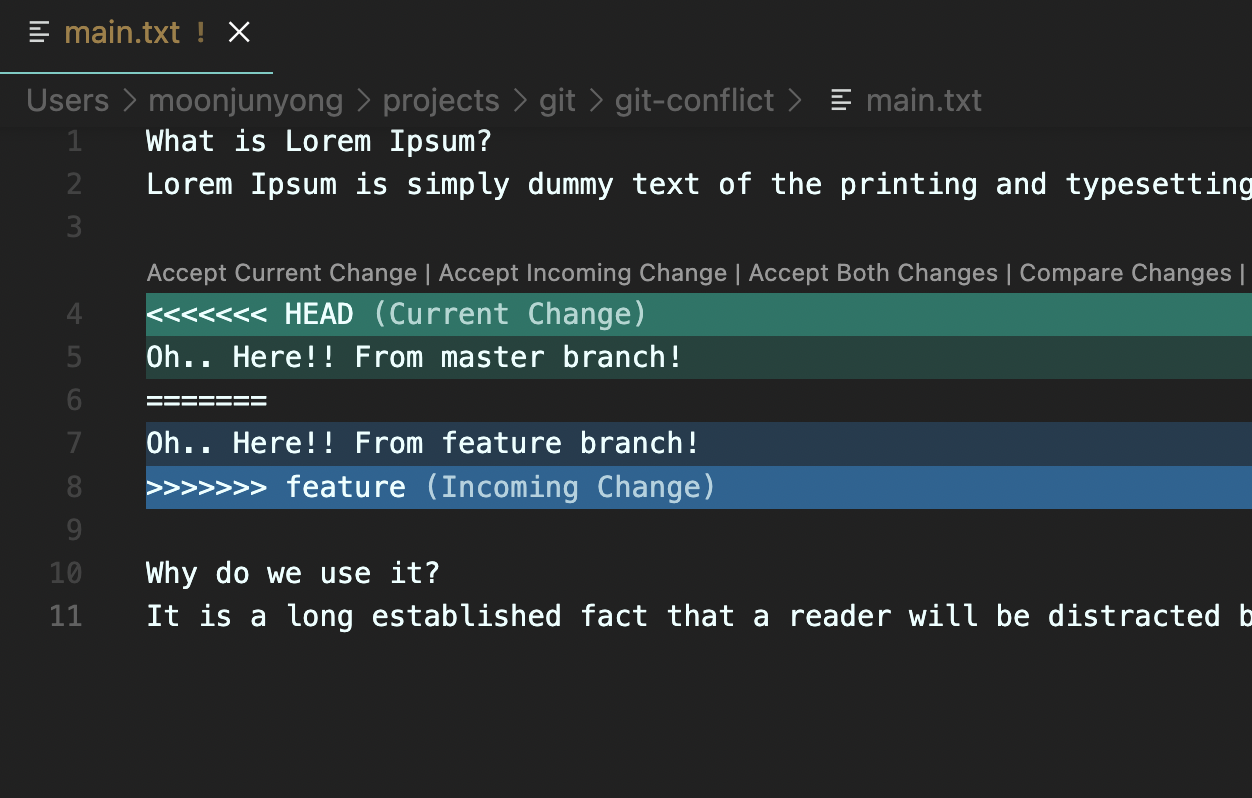 main.txt !
Users > moonjunyong > projects > git > git-conflict > main.txt
1 What is Lorem Ipsum?
2 Lorem Ipsum is simply dummy text of the printing and typesetting
3
Accept Current Change | Accept Incoming Change | Accept Both Changes | Compare Changes |
4 <<<<<<< HEAD (Current Change)
5 Oh.. Here!! From master branch!
6 =======
7 Oh.. Here!! From feature branch!
8 >>>>>>> feature (Incoming Change)
9
10 Why do we use it?
11 It is a long established fact that a reader will be distracted b